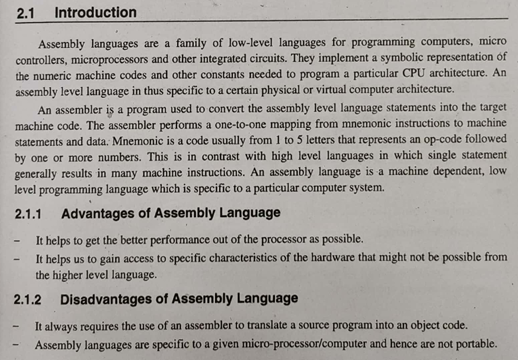 2.1 Introduction
Assembly languages are a family of low-level languages for programming computers, micro
controllers, microprocessors and other integrated circuits. They implement a symbolic representation of
the numeric machine codes and other constants needed to program a particular CPU architecture. An
assembly level language in thus specific to a certain physical or virtual computer architecture.
An assembler is a program used to convert the assembly level language statements into the target
machine code. The assembler performs a one-to-one mapping from mnemonic instructions to machine
statements and data. Mnemonic is a code usually from 1 to 5 letters that represents an op-code followed
by one or more numbers. This is in contrast with high level languages in which single statement
generally results in many machine instructions. An assembly language is a machine dependent, low
level programming language which is specific to a particular computer system.
2.1.1 Advantages of Assembly Language
– It helps to get the better performance out of the processor as possible.
– It helps us to gain access to specific characteristics of the hardware that might not be possible from
the higher level language.
2.1.2 Disadvantages of Assembly Language
– It always requires the use of an assembler to translate a source program into an object code.
– Assembly languages are specific to a given micro-processor/computer and hence are not portable.